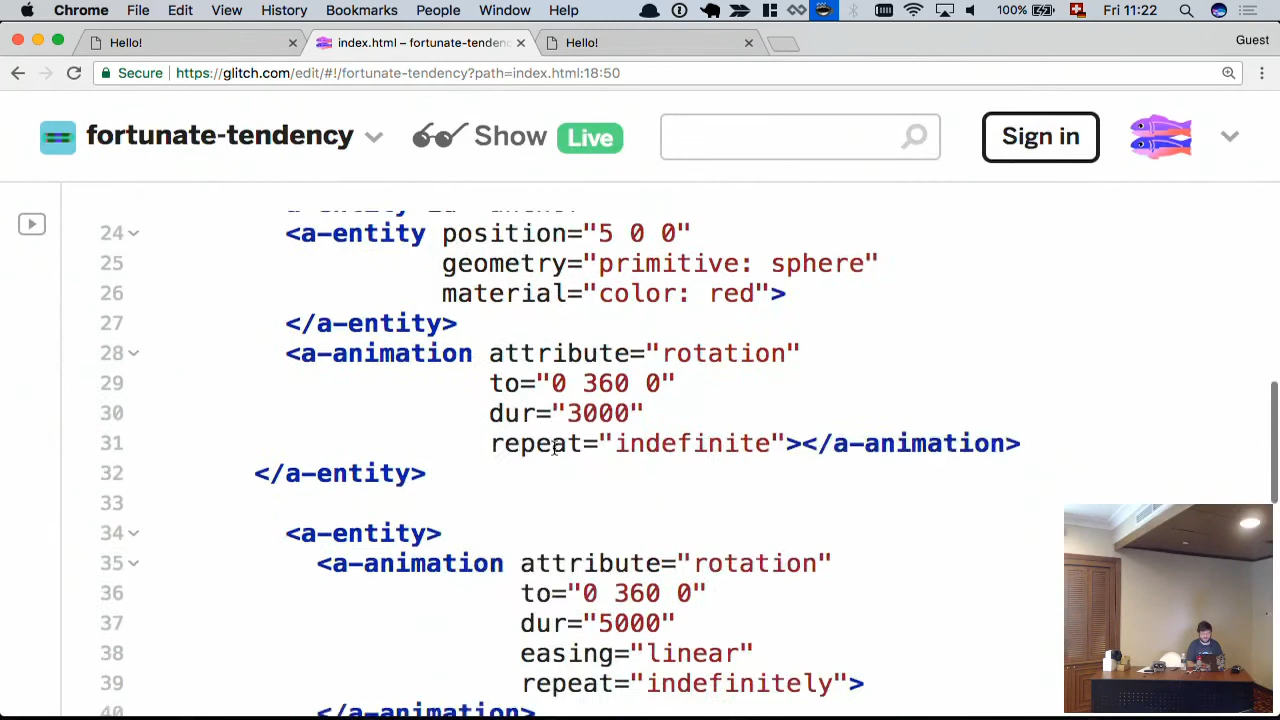 Chrome File Edit View History Bookmarks People Window Help 100% Fri 11:22
Hello! index.html – fortunate-tendenc Hello! Guest
Secure https://glitch.com/edit/#!/fortunate-tendency?path=index.html:18:50
fortunate-tendency Show Live Sign in
24 <a-entity position="5 0 0"
25 geometry="primitive: sphere"
26 material="color: red">
27 </a-entity>
28 <a-animation attribute="rotation"
29 to="0 360 0"
30 dur="3000"
31 repeat="indefinite"></a-animation>
32 </a-entity>
33
34 <a-entity>
35 <a-animation attribute="rotation"
36 to="0 360 0"
37 dur="5000"
38 easing="linear"
39 repeat="indefinitely">
40 </a-animation>